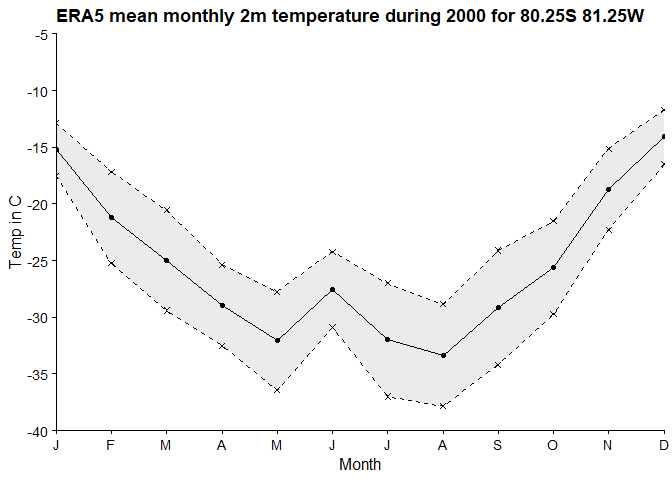 ERA5 mean monthly 2m temperature during 2000 for 80.25S 81.25W
-5
-10
-15
-20
-25
-30
-35
-40
Temp in C
J F M A M J J A S O N D
Month